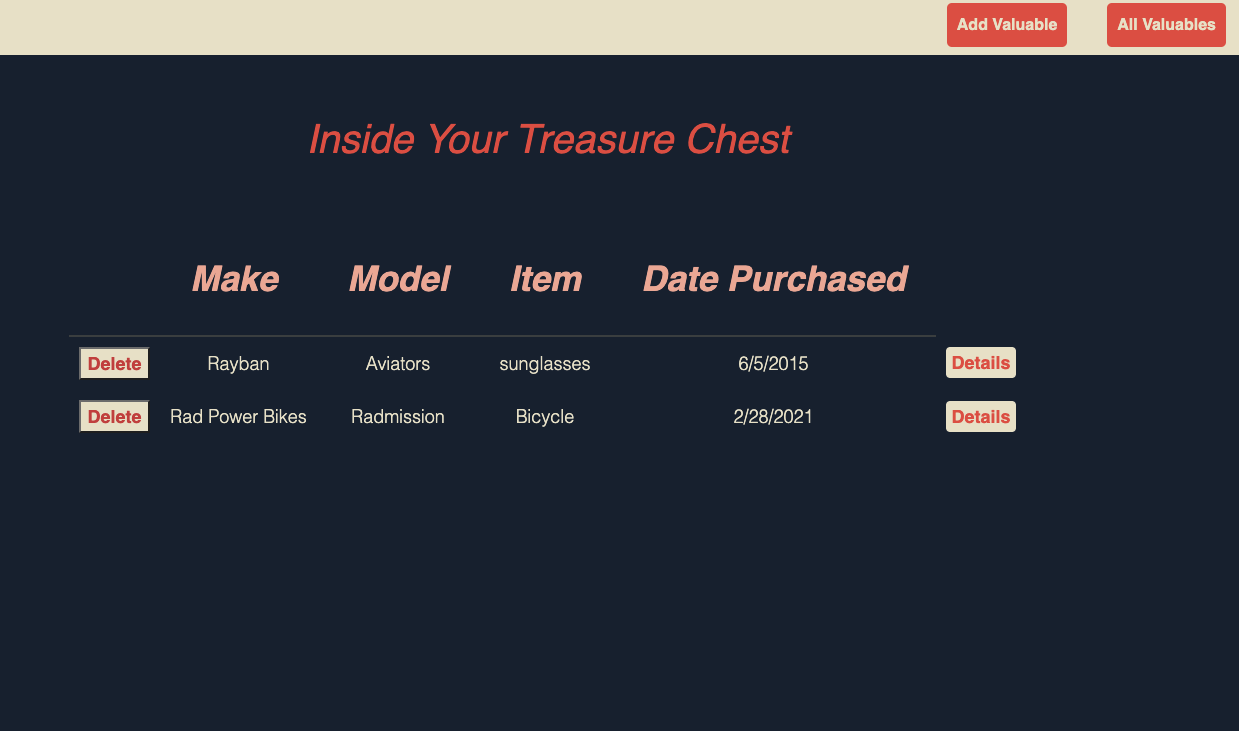 Add Valuable All Valuables
Inside Your Treasure Chest
Make Model Item Date Purchased
Delete Rayban Aviators sunglasses 6/5/2015 Details
Delete Rad Power Bikes Radmission Bicycle 2/28/2021 Details